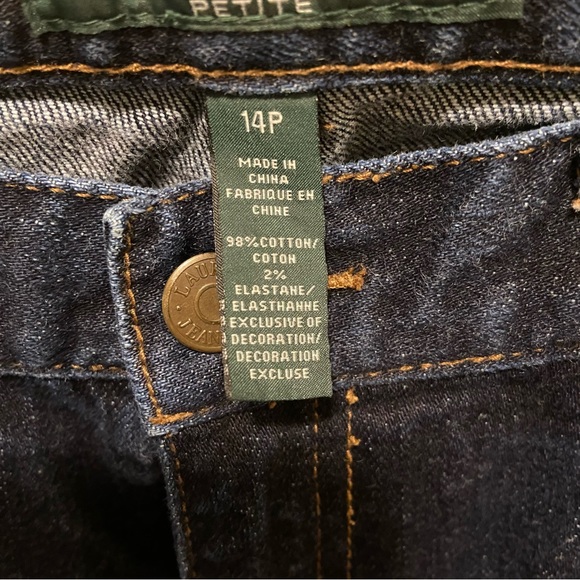 PETITE
14P
MADE IN
CHINA
FABRIQUE EN
CHINE
98% COTTON/
COTON
2%
ELASTANE/
ELASTHANNE
EXCLUSIVE OF
DECORATION/
DECORATION
EXCLUSE